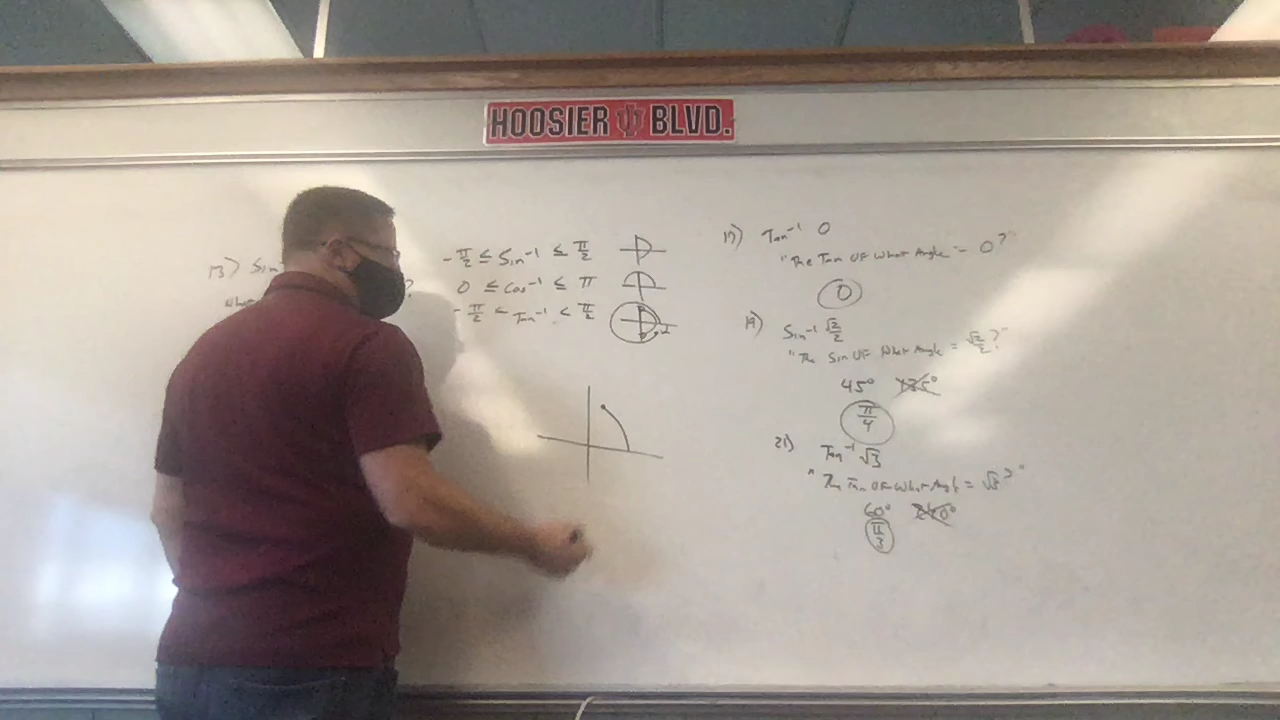 HOOSIER BLVD.
13) Sin
?
-π/2 ≤ Sin⁻¹ ≤ π/2
0 ≤ Cos⁻¹ ≤ π
-π/2 < Tan⁻¹ < π/2
17) Tan⁻¹ 0
"The Tan OF What Angle = 0?"
0
19) Sin⁻¹ √2/2
"The Sin OF What Angle = √2/2?"
45° 135°
π/4
21) Tan⁻¹ √3
"The Tan OF What Angle = √3?"
60° 240°
π/3